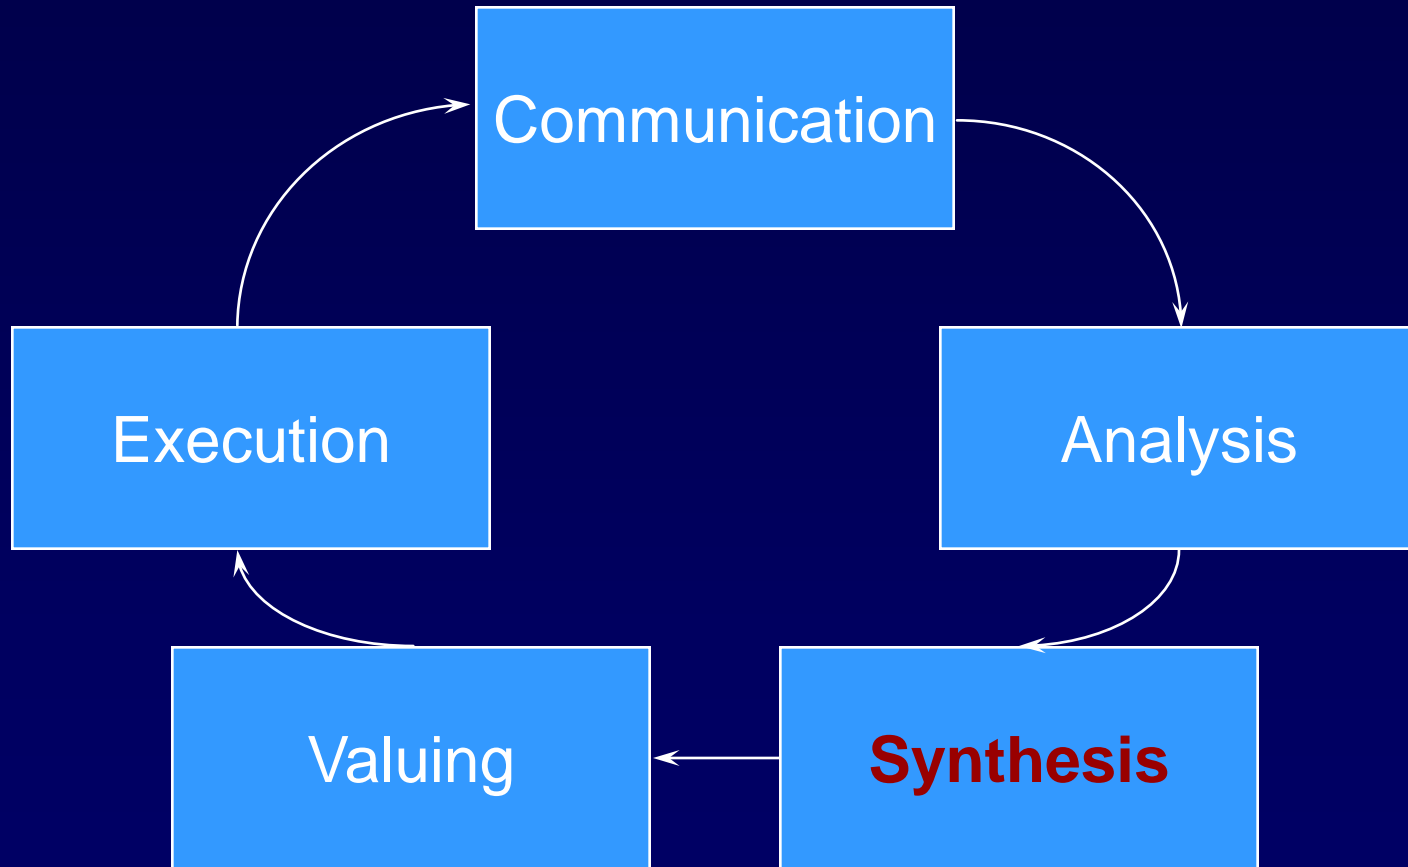 Communication
Execution
Analysis
Valuing
Synthesis